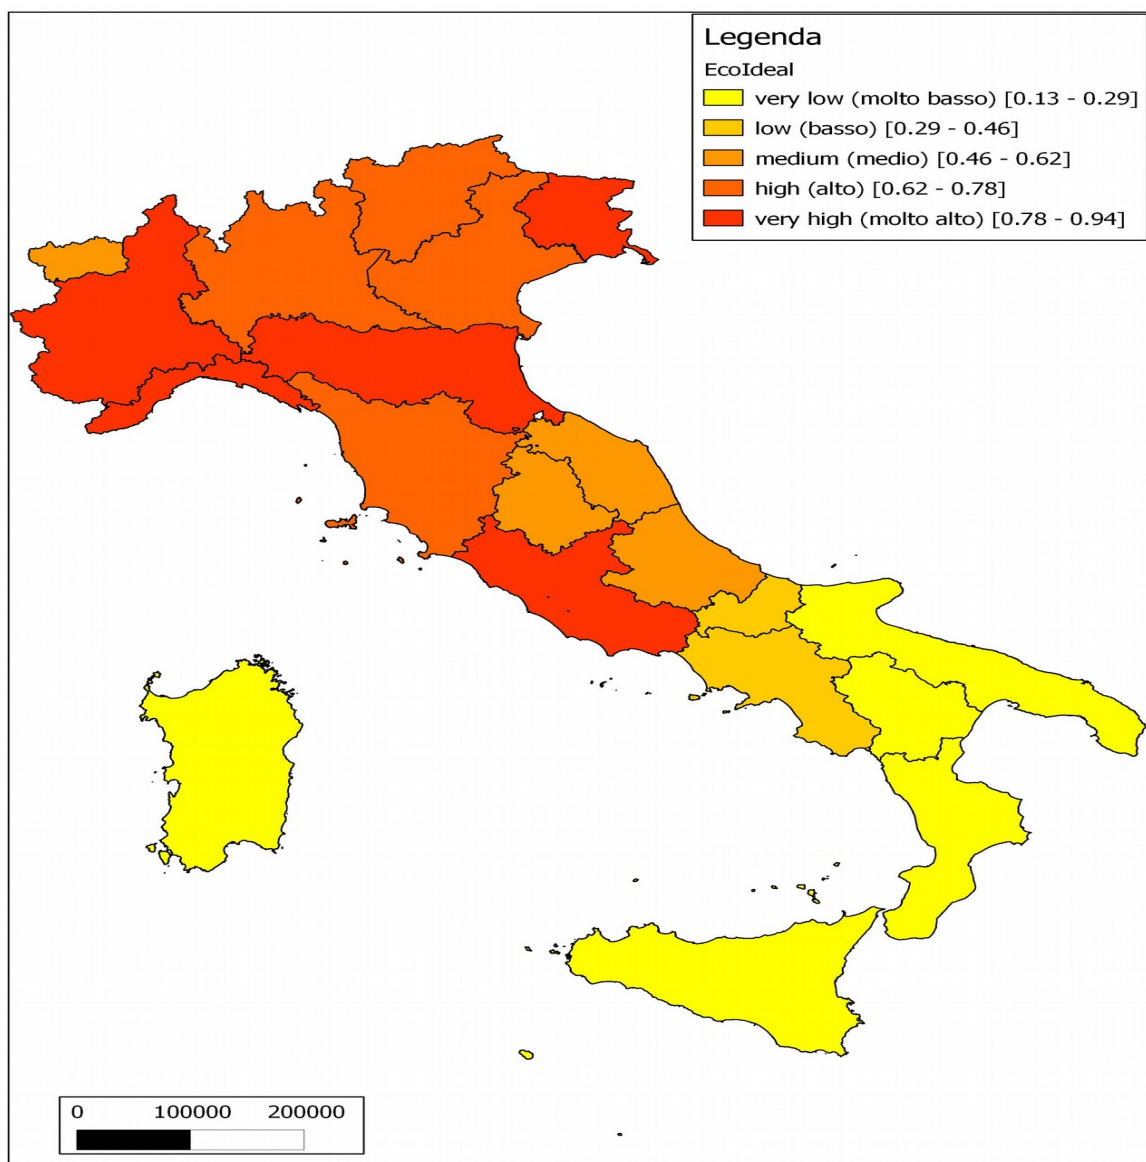 Legenda
EcoIdeal
very low (molto basso) [0.13 - 0.29]
low (basso) [0.29 - 0.46]
medium (medio) [0.46 - 0.62]
high (alto) [0.62 - 0.78]
very high (molto alto) [0.78 - 0.94]
0 100000 200000